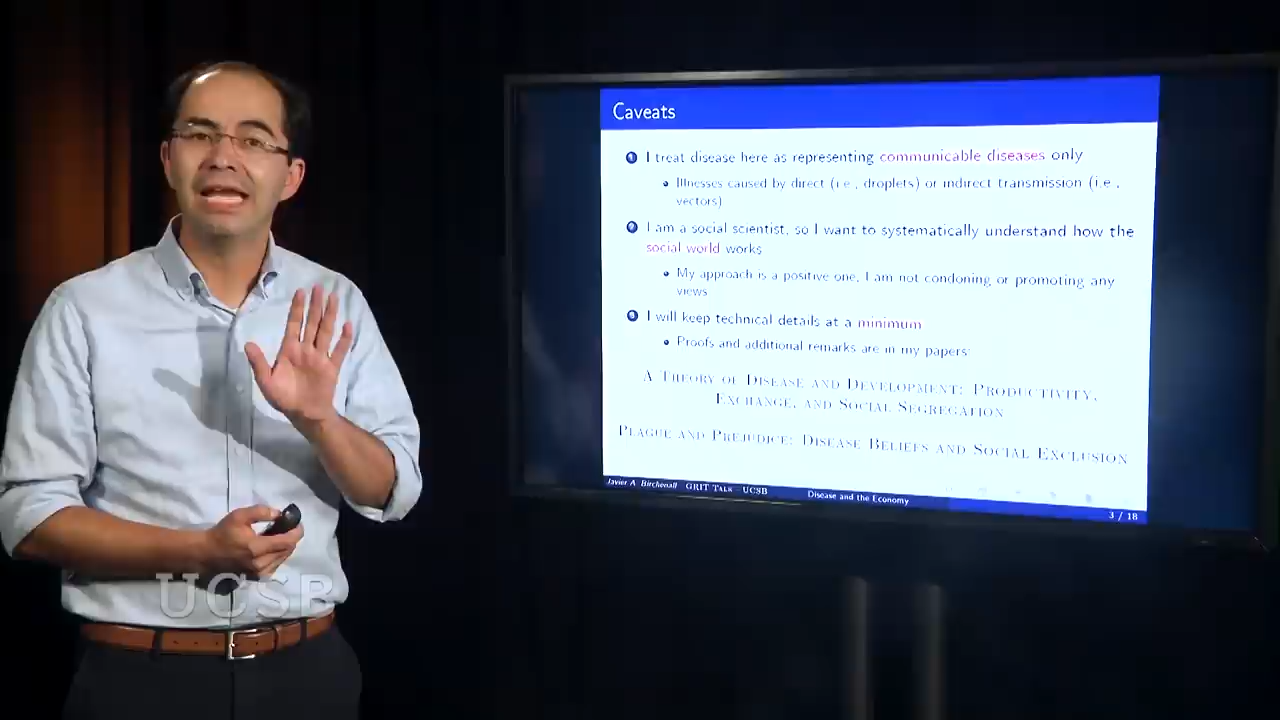 Caveats
1 I treat disease here as representing communicable diseases only
Illnesses caused by direct (i.e., droplets) or indirect transmission (i.e.,
vectors)
2 I am a social scientist, so I want to systematically understand how the
social world works
My approach is a positive one, I am not condoning or promoting any
views
3 I will keep technical details at a minimum
Proofs and additional remarks are in my papers:
A Theory of Disease and Development: Productivity,
Exchange, and Social Segregation
Plague and Prejudice: Disease Beliefs and Social Exclusion
Javier A. Birchenall GRIT Talk - UCSB Disease and the Economy
3 / 18
UCSB